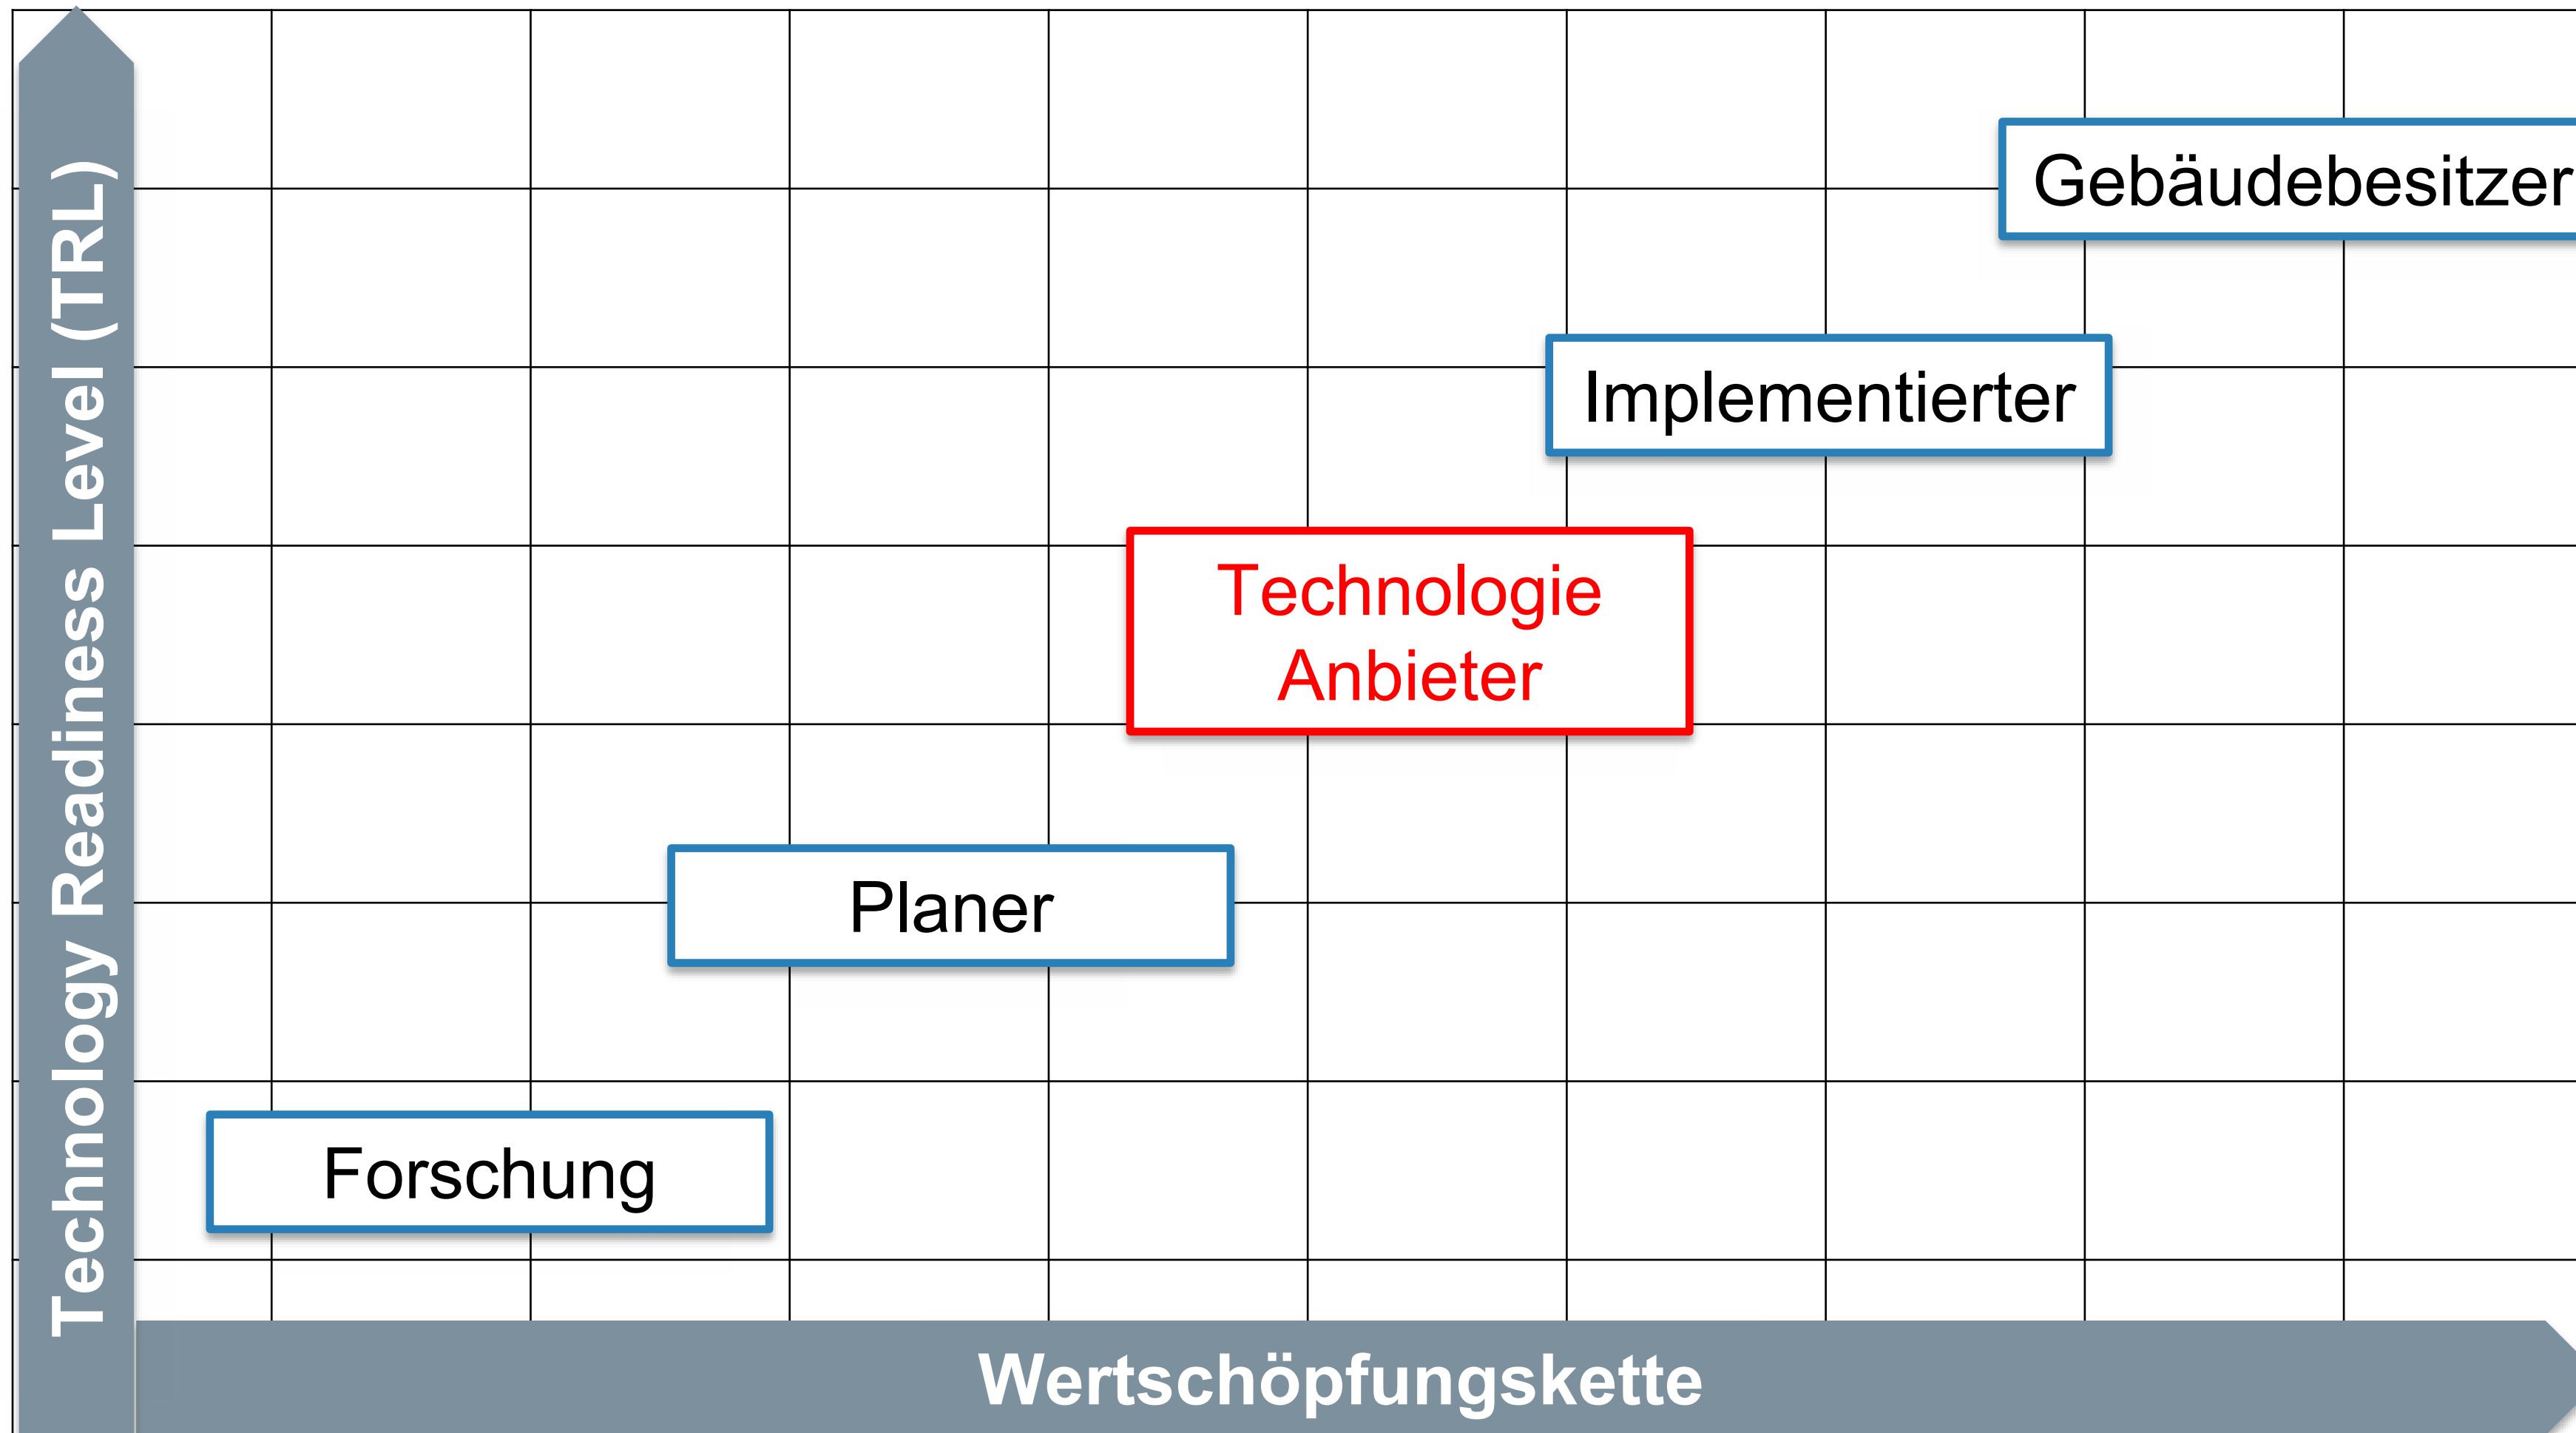 Technology Readiness Level (TRL)
Gebäudebesitzer
Implementierter
Technologie
Anbieter
Planer
Forschung
Wertschöpfungskette